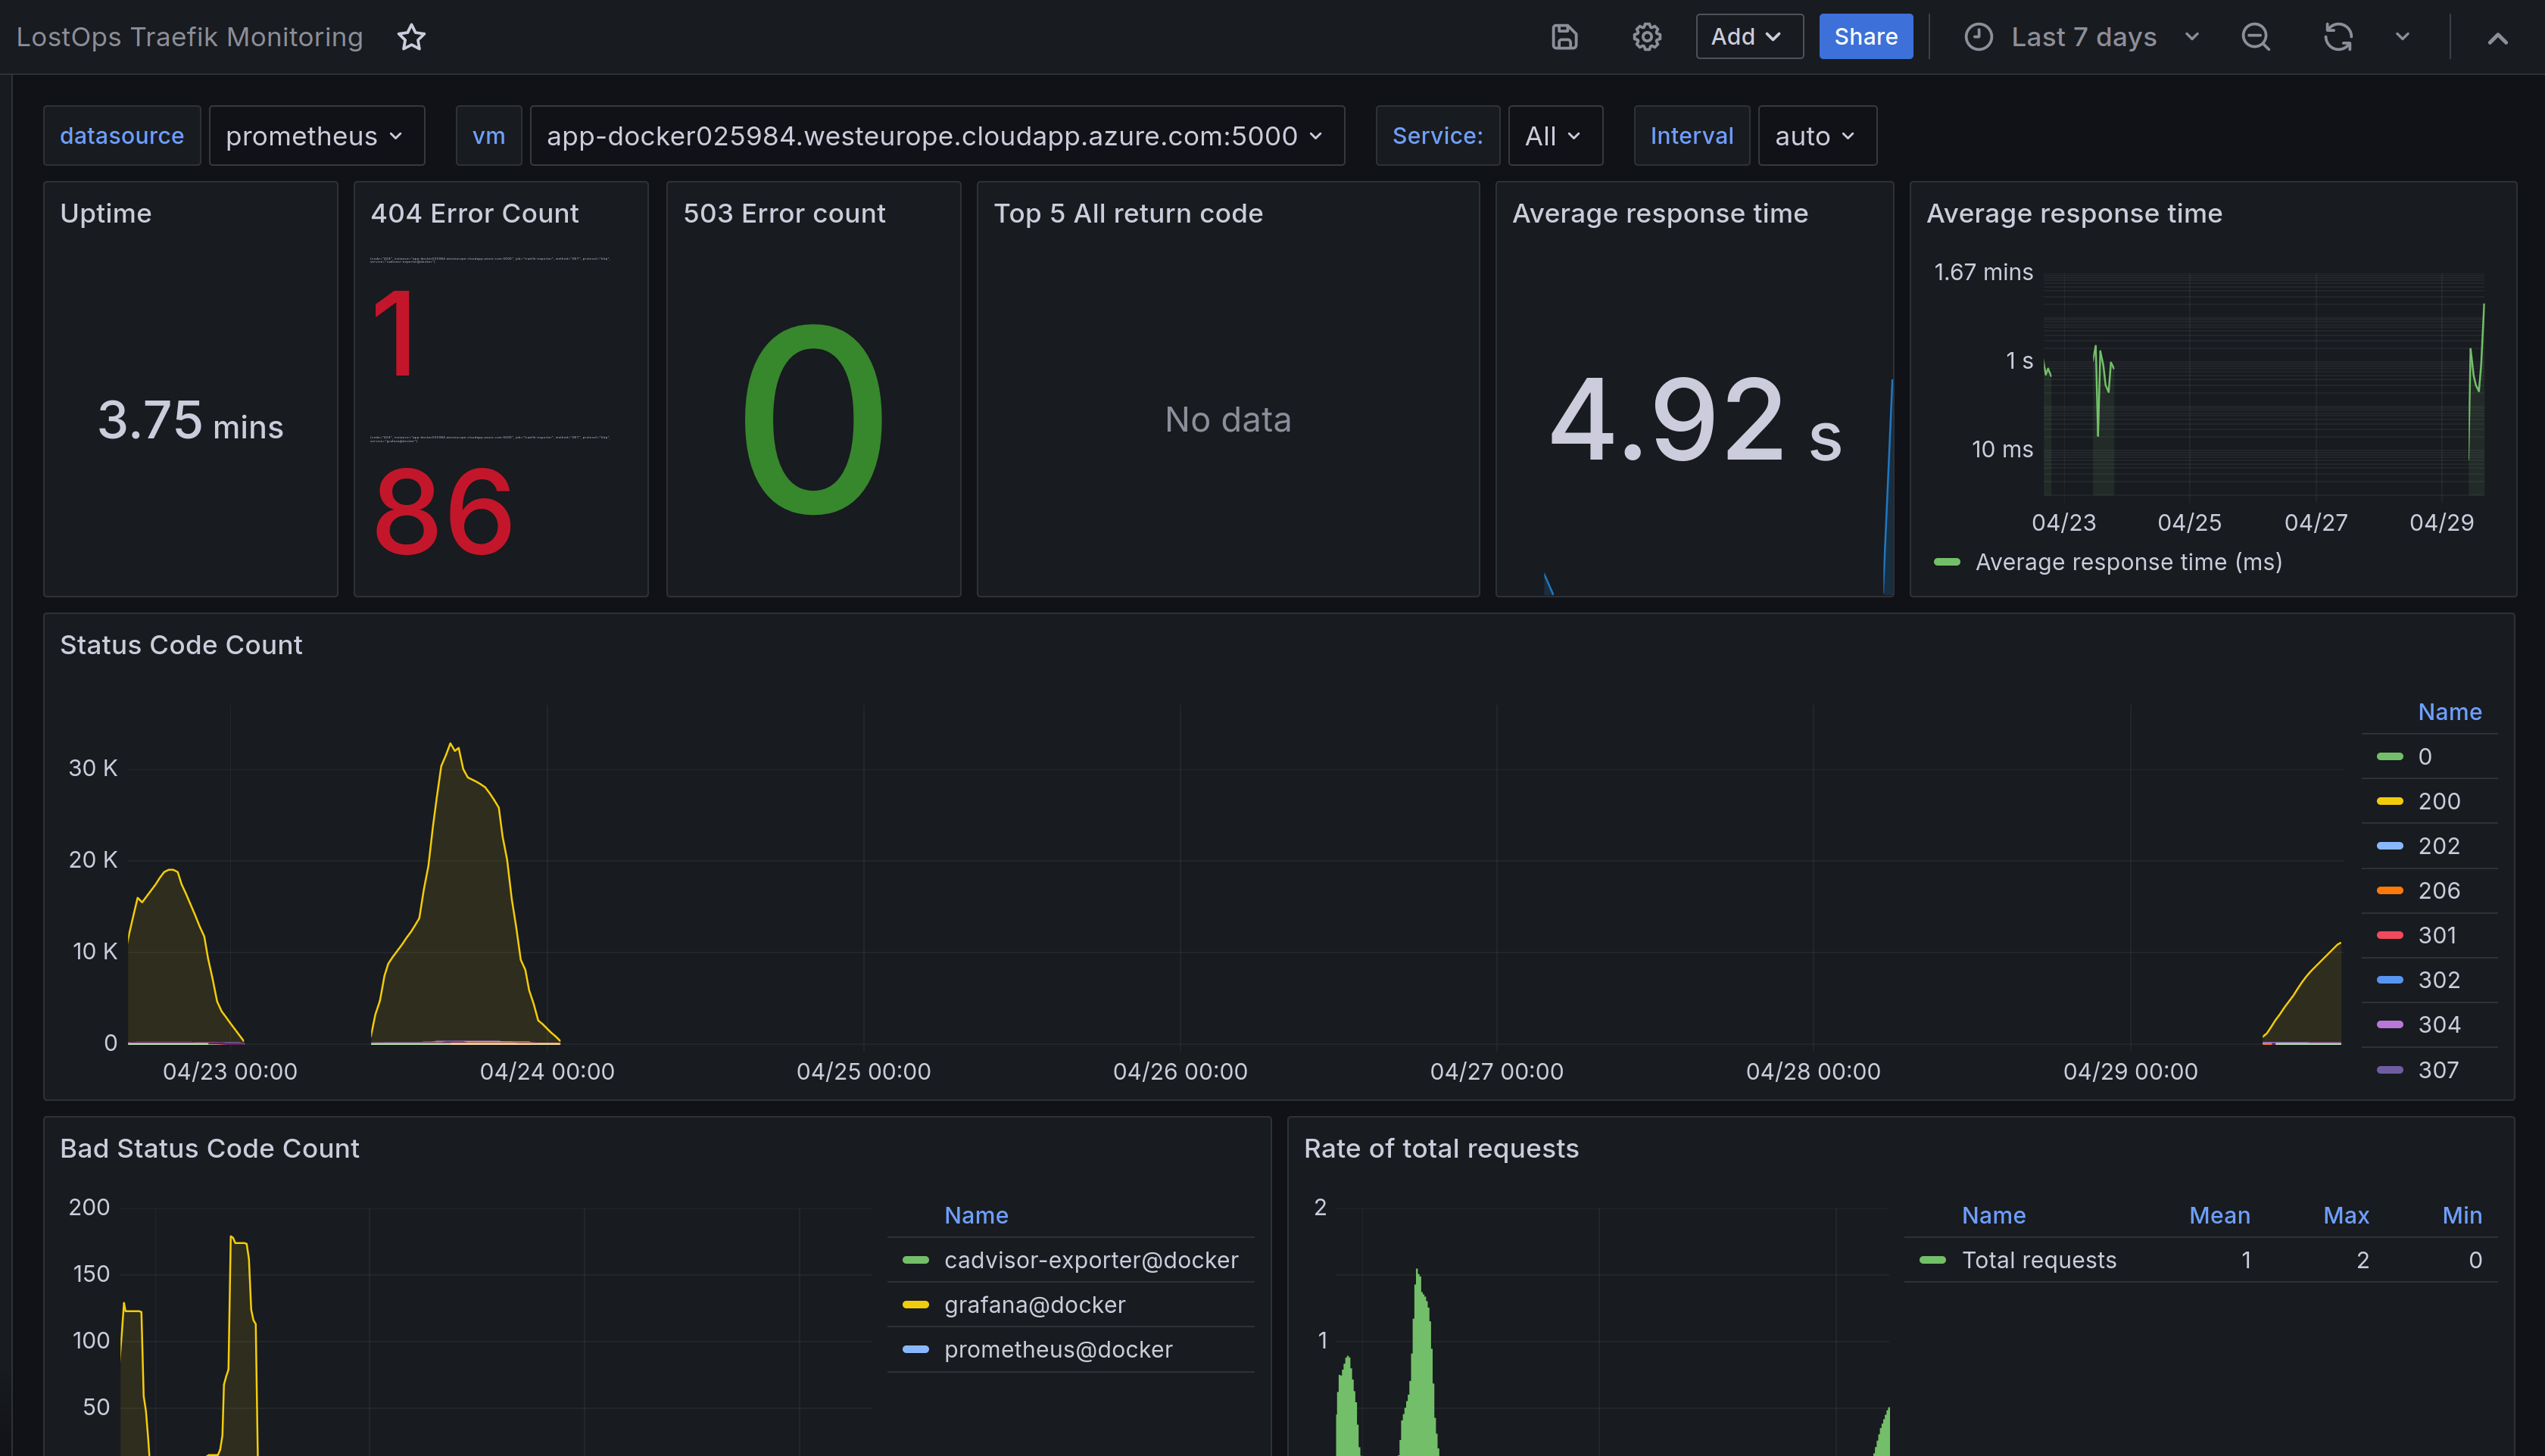 LostOps Traefik Monitoring
Add
Share
Last 7 days
datasource
prometheus
vm
app-docker025984.westeurope.cloudapp.azure.com:5000
Service:
All
Interval
auto
Uptime
3.75 mins
404 Error Count
1
86
503 Error count
0
Top 5 All return code
No data
Average response time
4.92 s
Average response time
1.67 mins
1 s
10 ms
04/23 04/25 04/27 04/29
Average response time (ms)
Status Code Count
30 K
20 K
10 K
0
04/23 00:00 04/24 00:00 04/25 00:00 04/26 00:00 04/27 00:00 04/28 00:00 04/29 00:00
Name
0
200
202
206
301
302
304
307
Bad Status Code Count
200
150
100
50
Name
cadvisor-exporter@docker
grafana@docker
prometheus@docker
Rate of total requests
2
1
Name Mean Max Min
Total requests 1 2 0